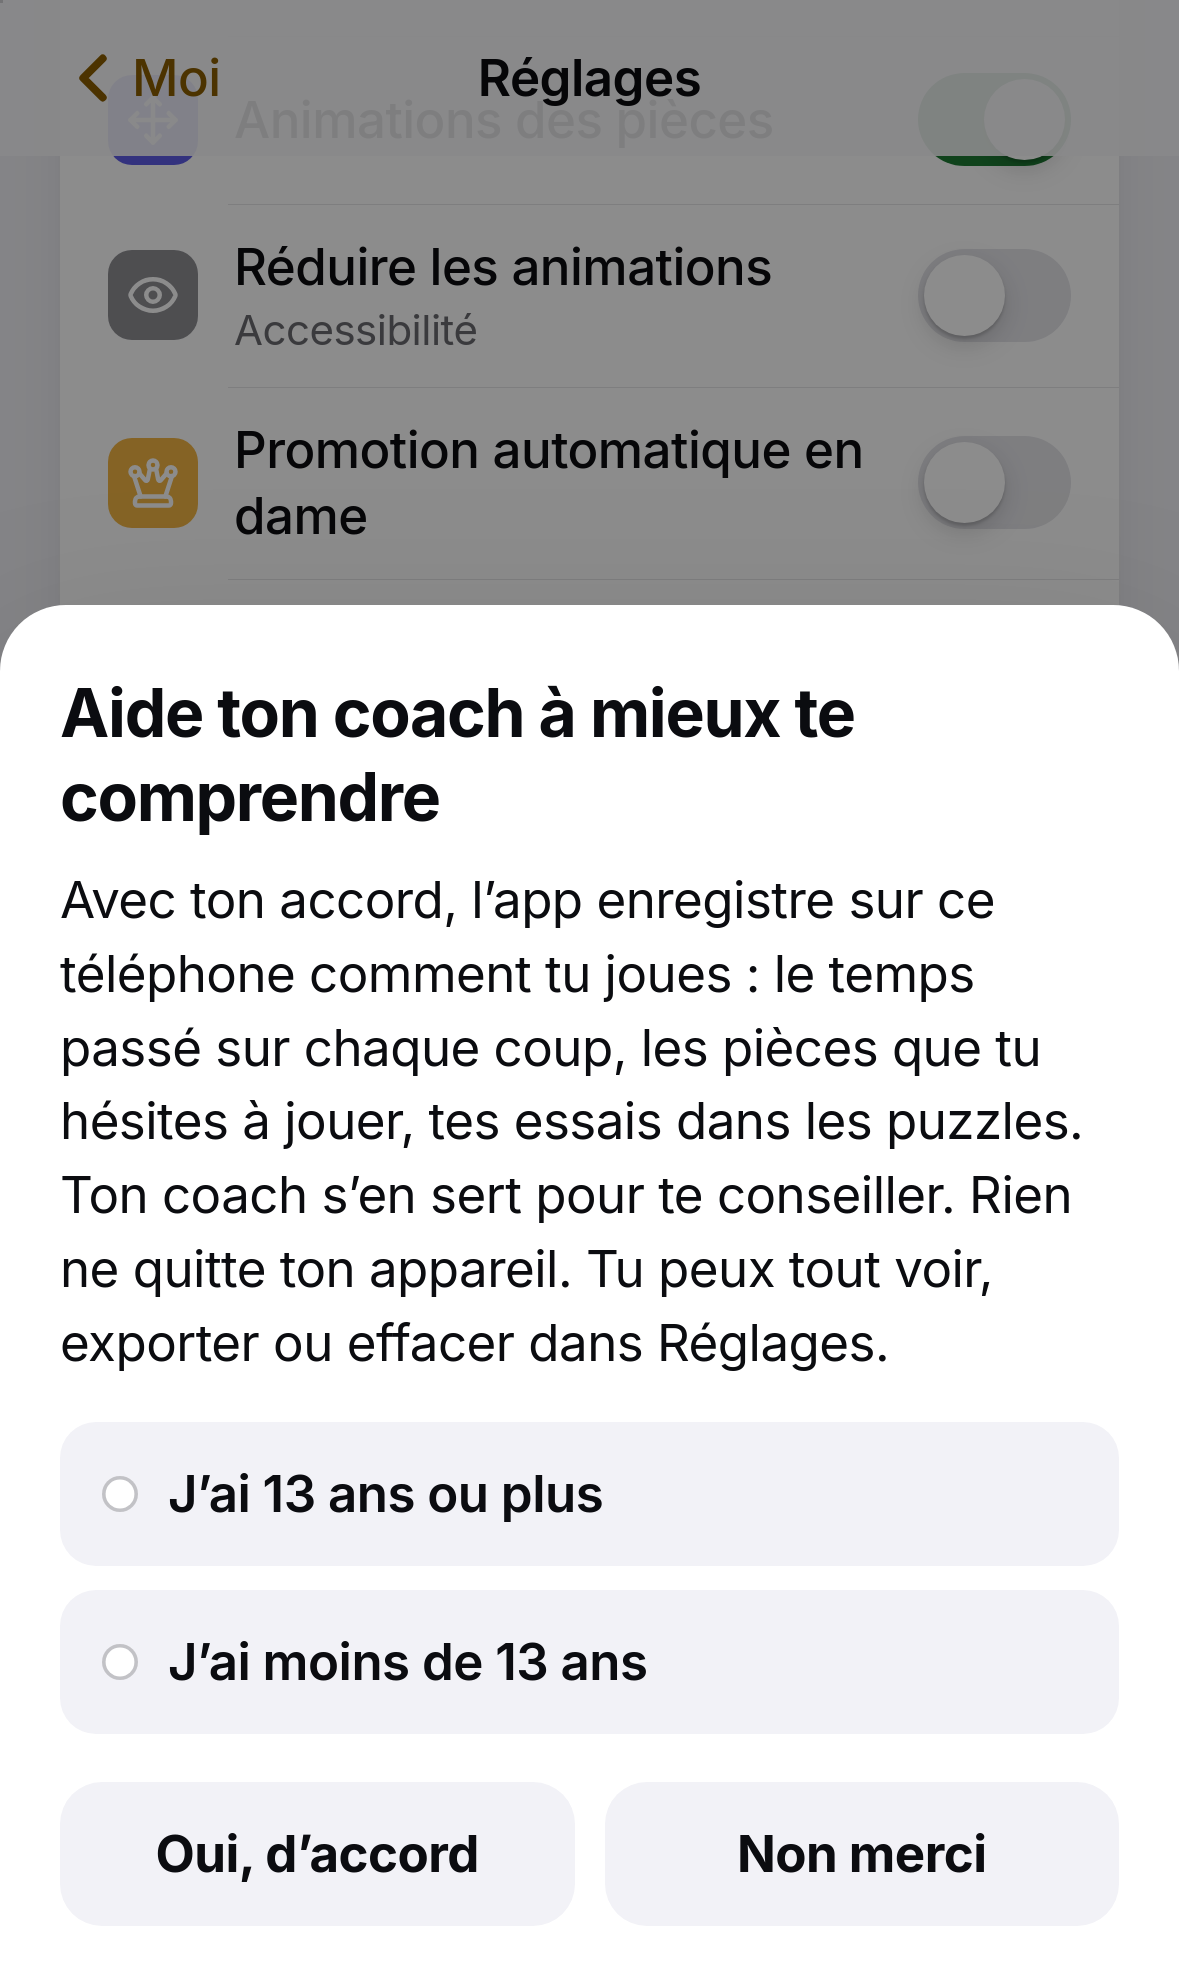 Moi
Réglages
Animations des pièces
Réduire les animations
Accessibilité
Promotion automatique en
dame
Aide ton coach à mieux te
comprendre
Avec ton accord, l’app enregistre sur ce
téléphone comment tu joues : le temps
passé sur chaque coup, les pièces que tu
hésites à jouer, tes essais dans les puzzles.
Ton coach s’en sert pour te conseiller. Rien
ne quitte ton appareil. Tu peux tout voir,
exporter ou effacer dans Réglages.
J’ai 13 ans ou plus
J’ai moins de 13 ans
Oui, d’accord
Non merci